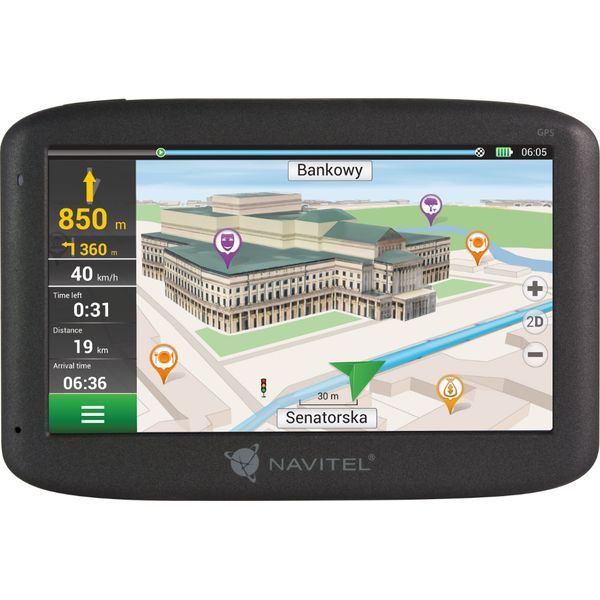 GPS
06:05
Bankowy
850 m
1360 m
40 km/h
Time left
0:31
Distance
19 km
Arrival time
06:36
2D
30 m
Senatorska
NAVITEL®